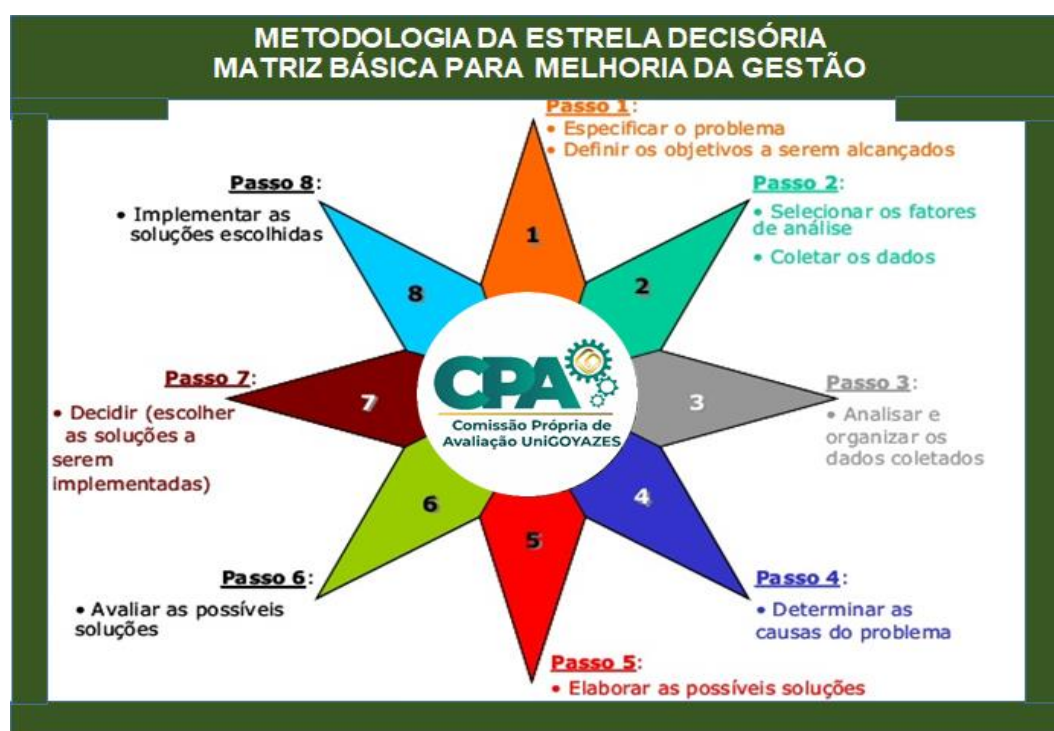 METODOLOGIA DA ESTRELA DECISÓRIA
MATRIZ BÁSICA PARA MELHORIA DA GESTÃO
Passo 1:
• Especificar o problema
• Definir os objetivos a serem alcançados
Passo 2:
• Selecionar os fatores
de análise
• Coletar os dados
Passo 3:
• Analisar e
organizar os
dados coletados
Passo 4:
• Determinar as
causas do problema
Passo 5:
• Elaborar as possíveis soluções
Passo 6:
• Avaliar as possíveis
soluções
Passo 7:
• Decidir (escolher
as soluções a
serem
implementadas)
Passo 8:
• Implementar as
soluções escolhidas
1
2
3
4
5
6
7
8
CPA
Comissão Própria de
Avaliação UniGOYAZES